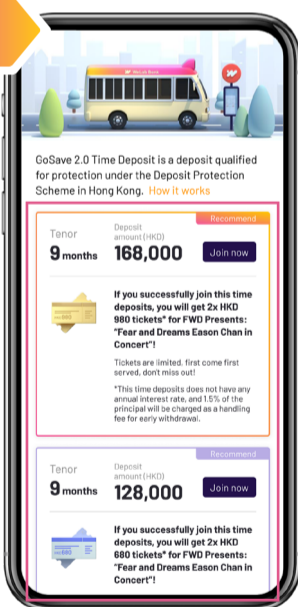 WeLab Bank
GoSave 2.0 Time Deposit is a deposit qualified
for protection under the Deposit Protection
Scheme in Hong Kong. How it works
Recommend
Tenor
Deposit
amount (HKD)
9 months
168,000
Join now
If you successfully join this time
deposits, you will get 2x HKD
980 tickets* for FWD Presents:
"Fear and Dreams Eason Chan in
Concert"!
Tickets are limited, first come first
served, don't miss out!
*This time deposits does not have any
annual interest rate, and 1.5% of the
principal will be charged as a handling
fee for early withdrawal.
Recommend
Tenor
Deposit
amount (HKD)
9 months
128,000
Join now
680
If you successfully join this time
deposits, you will get 2x HKD
680 tickets* for FWD Presents:
"Fear and Dreams Eason Chan in
Concert"!